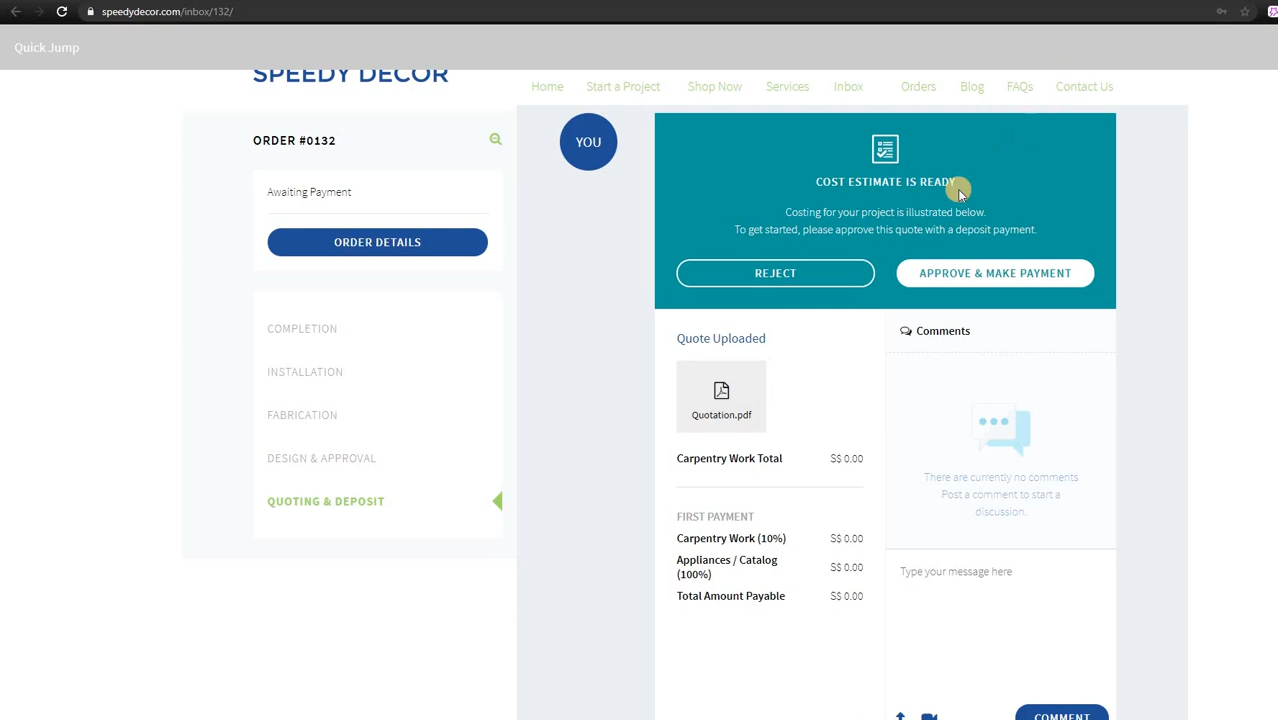 speedydecor.com/inbox/132/
Quick Jump
SPEEDY DECOR
Home Start a Project Shop Now Services Inbox Orders Blog FAQs Contact Us
ORDER #0132
Awaiting Payment
ORDER DETAILS
COMPLETION
INSTALLATION
FABRICATION
DESIGN & APPROVAL
QUOTING & DEPOSIT
YOU
COST ESTIMATE IS READY
Costing for your project is illustrated below.
To get started, please approve this quote with a deposit payment.
REJECT
APPROVE & MAKE PAYMENT
Quote Uploaded
Quotation.pdf
Carpentry Work Total S$ 0.00
FIRST PAYMENT
Carpentry Work (10%) S$ 0.00
Appliances / Catalog
(100%) S$ 0.00
Total Amount Payable S$ 0.00
Comments
There are currently no comments
Post a comment to start a
discussion.
Type your message here
COMMENT